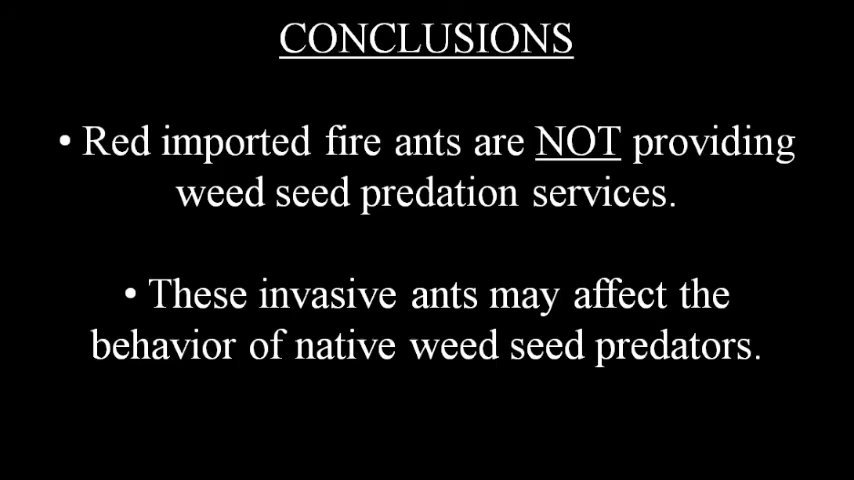 CONCLUSIONS
• Red imported fire ants are NOT providing
weed seed predation services.
• These invasive ants may affect the
behavior of native weed seed predators.